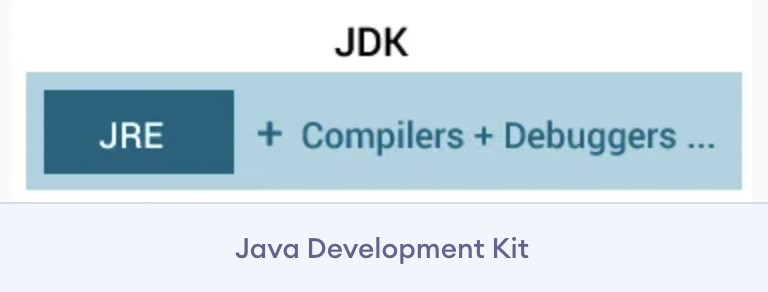 JDK
JRE + Compilers + Debuggers ...
Java Development Kit